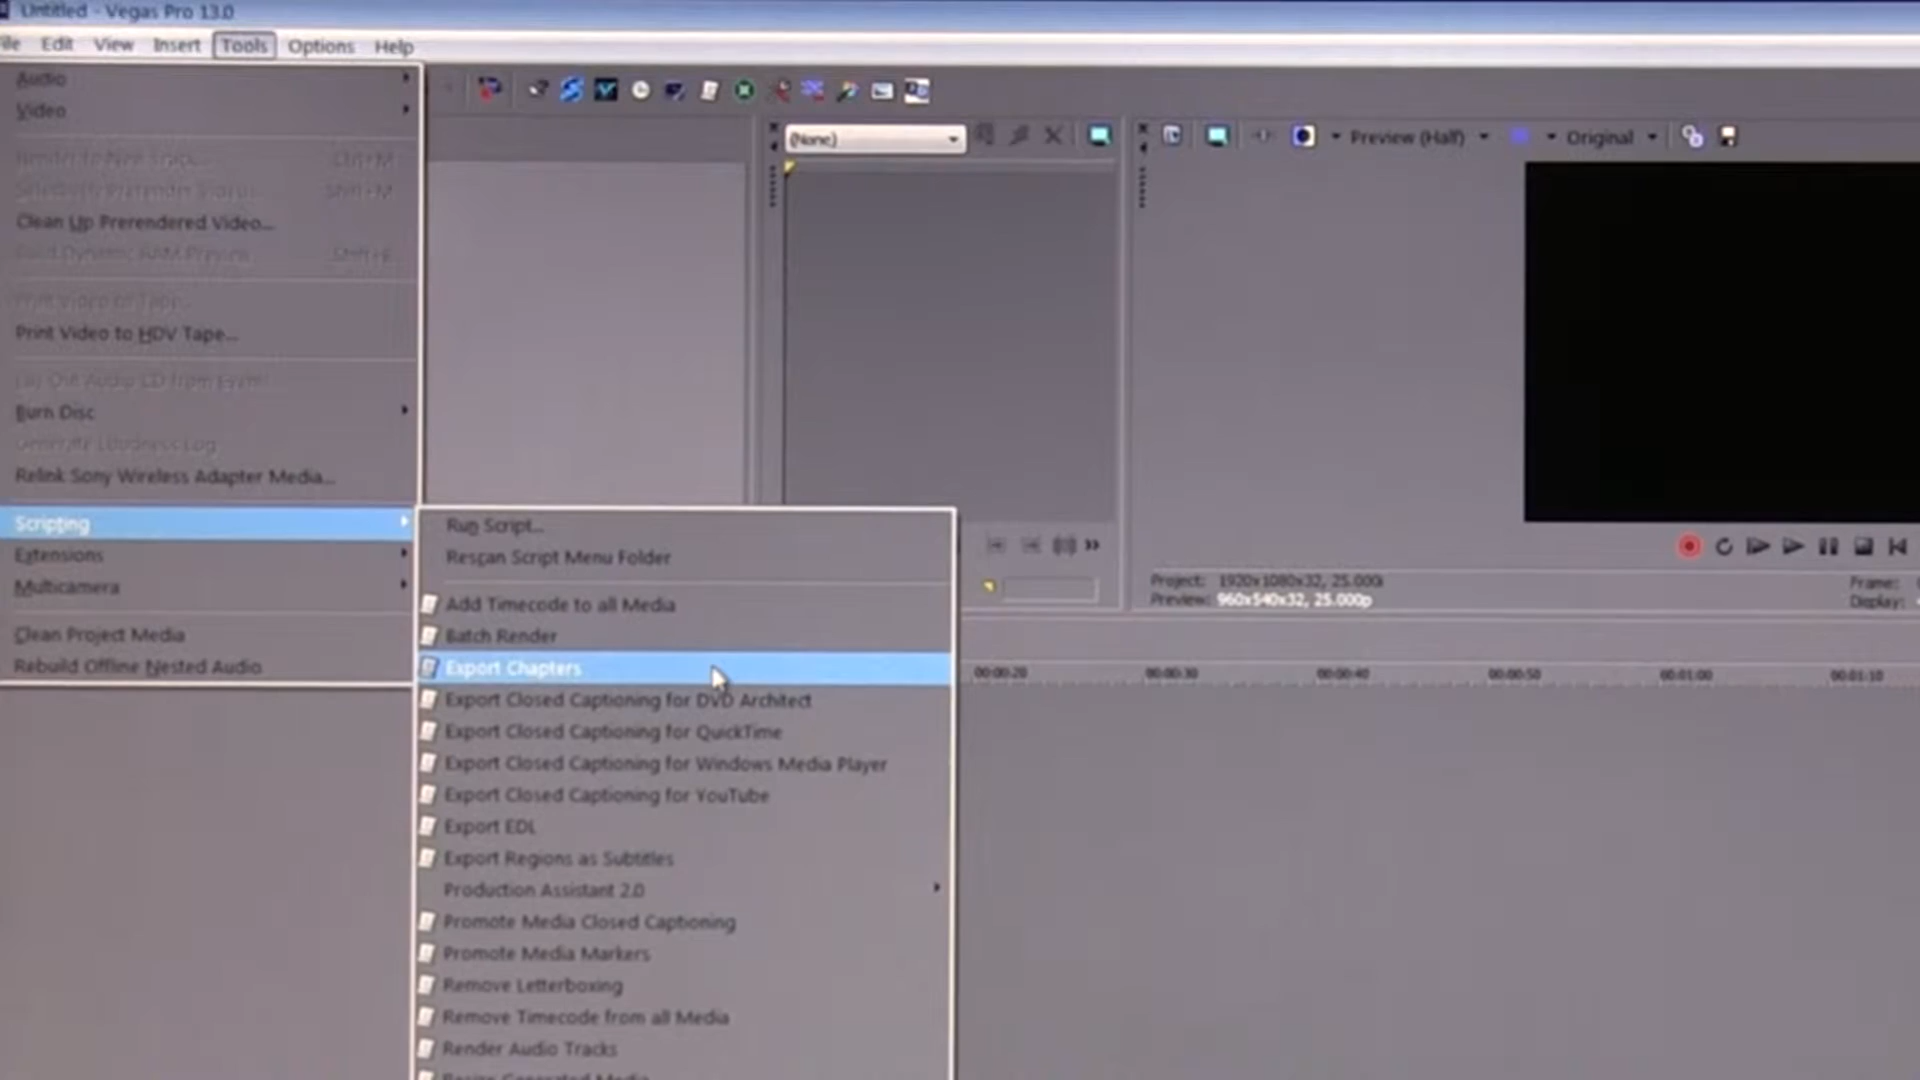 Untitled - Vegas Pro 13.0
Edit View Insert Tools Options Help
Audio
Video
Ctrl+M
Shift+M
Clean Up Prerendered Video...
Print Video to HDV Tape...
Burn Disc
Generate Loudness Log
Relink Sony Wireless Adapter Media...
Scripting
Extensions
Multicamera
Clean Project Media
Rebuild Offline Nested Audio
Run Script...
Rescan Script Menu Folder
Add Timecode to all Media
Batch Render
Export Chapters
Export Closed Captioning for DVD Architect
Export Closed Captioning for QuickTime
Export Closed Captioning for Windows Media Player
Export Closed Captioning for YouTube
Export EDL
Export Regions as Subtitles
Production Assistant 2.0
Promote Media Closed Captioning
Promote Media Markers
Remove Letterboxing
Remove Timecode from all Media
Render Audio Tracks
(None)
Preview (Half)
Original
Project: 1920x1080x32, 25.000i
Preview: 960x540x32, 25.000p
Frame:
Display:
00:00:20 00:00:30 00:00:40 00:00:50 00:01:00 00:01:10